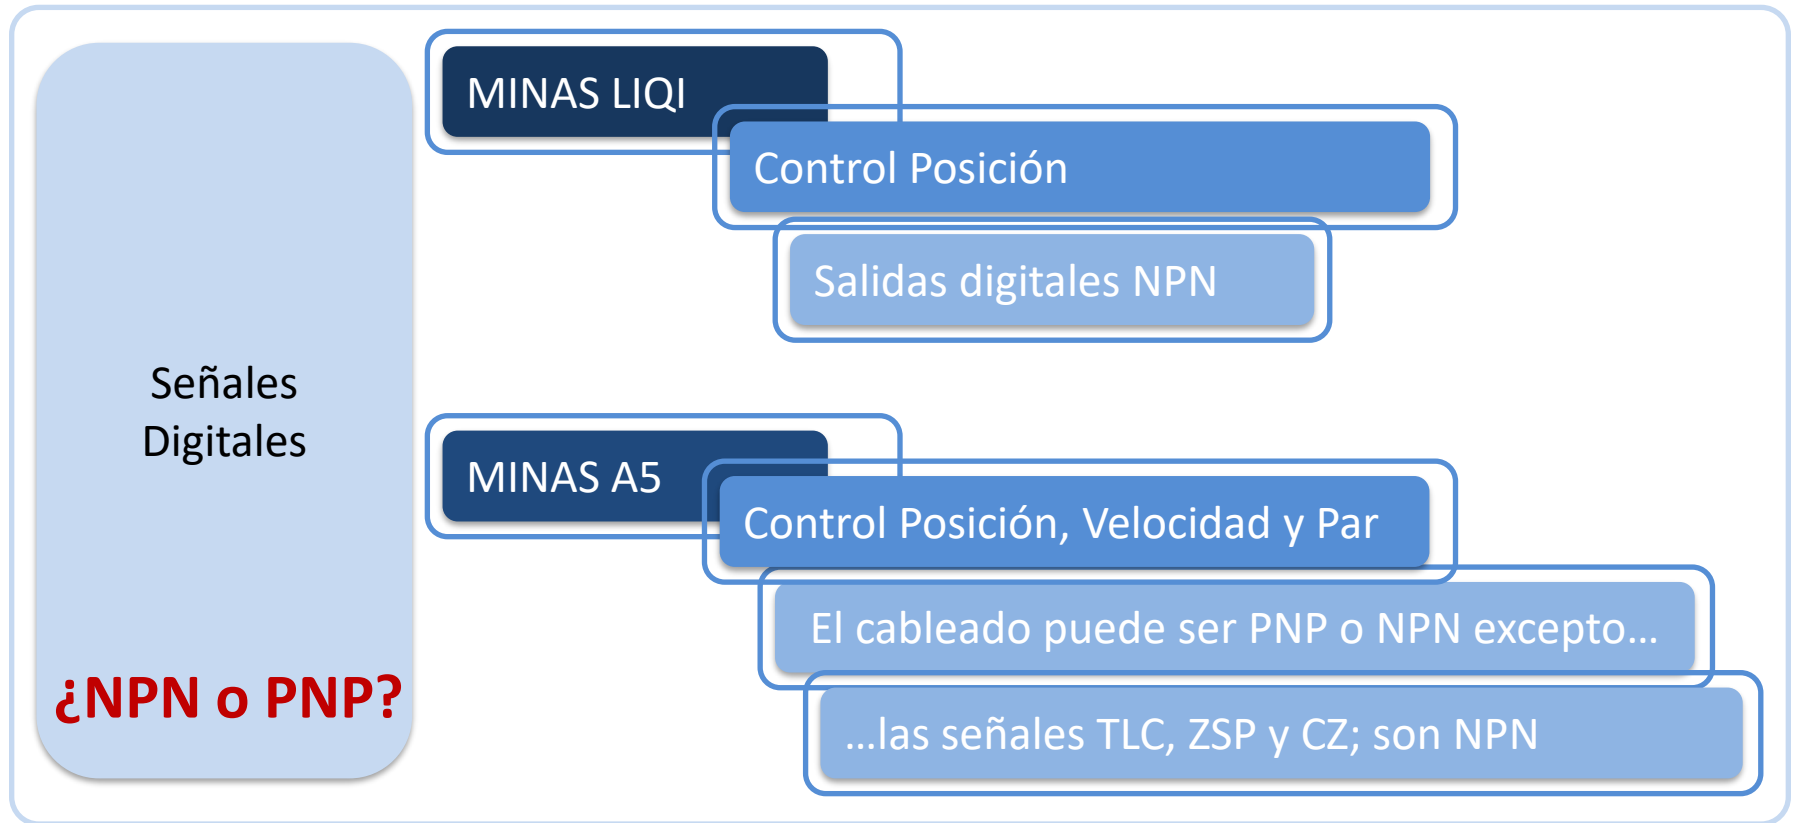 Señales
Digitales
¿NPN o PNP?
MINAS LIQI
Control Posición
Salidas digitales NPN
MINAS A5
Control Posición, Velocidad y Par
El cableado puede ser PNP o NPN excepto…
…las señales TLC, ZSP y CZ; son NPN